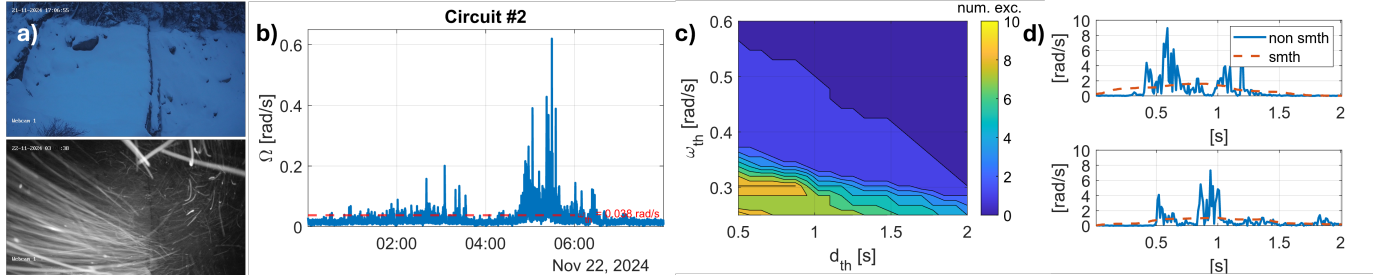 21-11-2024 17:06:55
a)
Webcam 1
22-11-2024 03 :30
Webcam 1
b)
Circuit #2
Ω [rad/s]
0.6
0.4
0.2
0
0.038 rad/s
02:00
04:00
06:00
Nov 22, 2024
c)
num. exc.
ω_th [rad/s]
0.6
0.5
0.4
0.3
0.5
1
1.5
2
d_th [s]
10
8
6
4
2
0
d)
[rad/s]
10
8
6
4
2
0
non smth
smth
0.5
1
1.5
2
[s]
[rad/s]
10
8
6
4
2
0
0.5
1
1.5
2
[s]